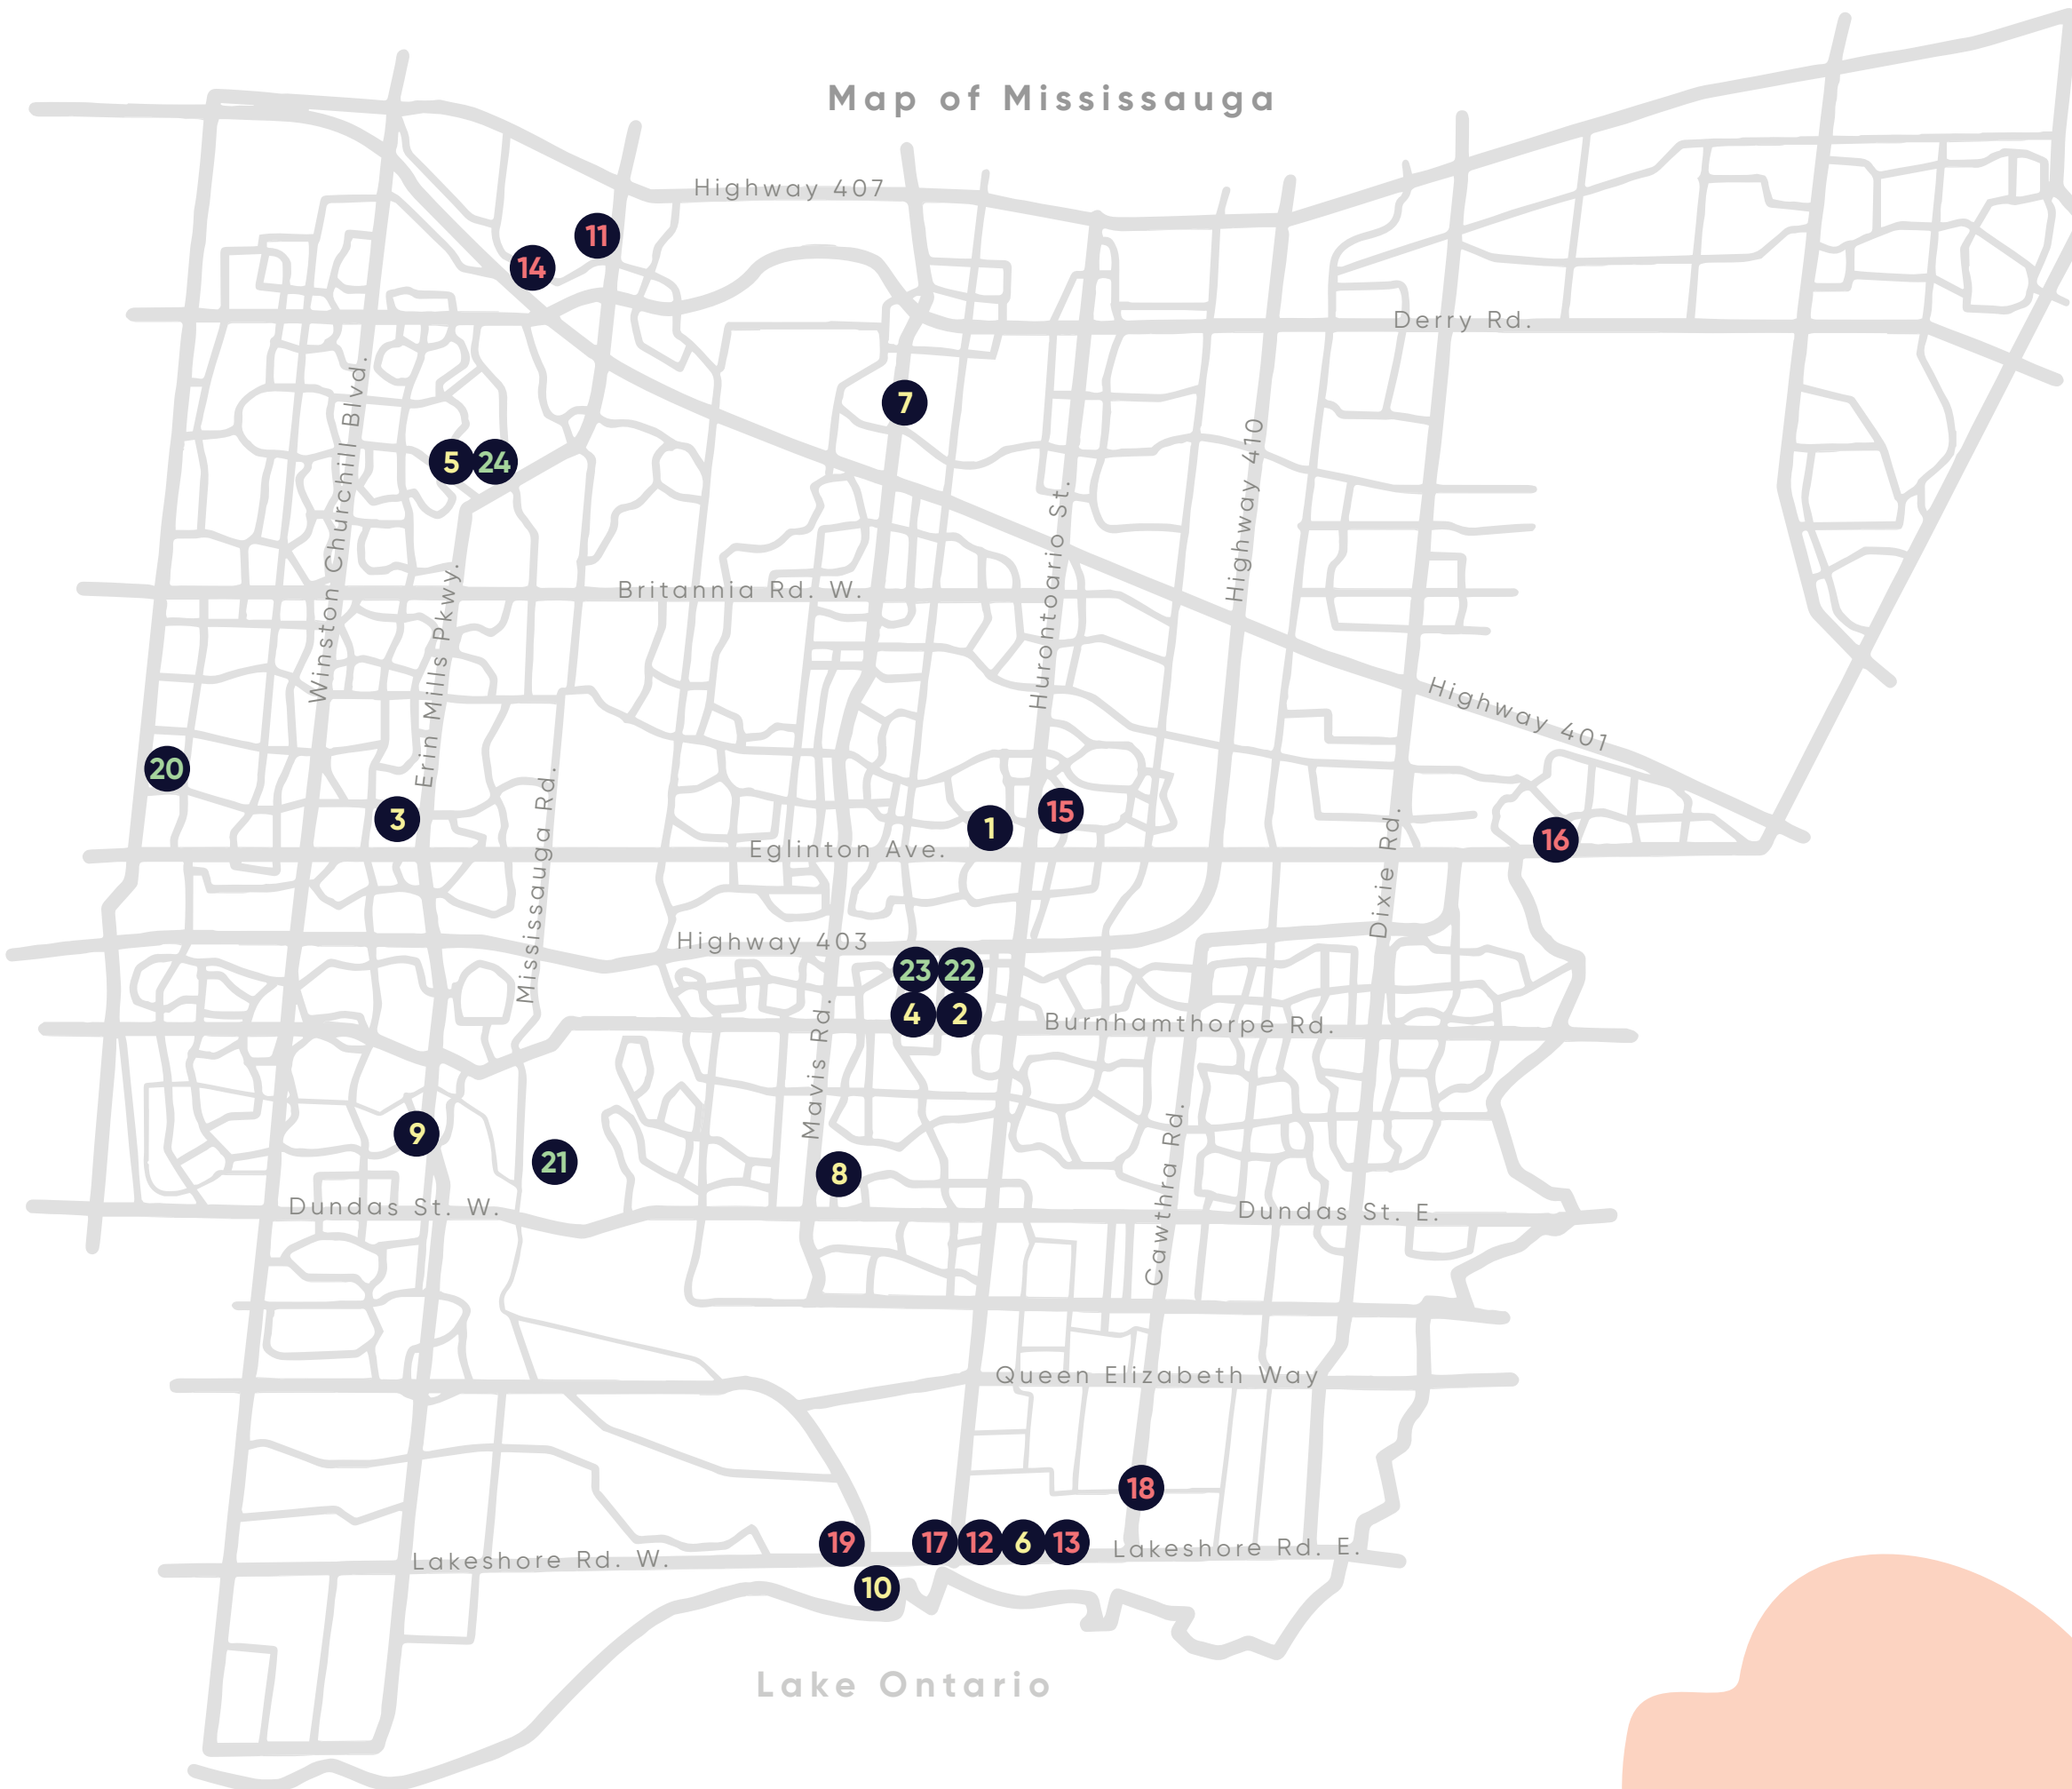 Map of Mississauga
Highway 407
11
14
Derry Rd.
7
Winston Churchill Blvd.
5
24
Highway 410
Hurontoario St.
Britannia Rd. W.
Erin Mills Pkwy.
Highway 401
20
Mississauga Rd.
3
1
15
16
Dixie Rd.
Eglinton Ave.
Highway 403
23
22
4
2
Burnhamthorpe Rd.
Mavis Rd.
9
21
8
Cawthra Rd.
Dundas St. W.
Dundas St. E.
Queen Elizabeth Way
18
19
17
12
6
13
Lakeshore Rd. E.
Lakeshore Rd. W.
10
Lake Ontario